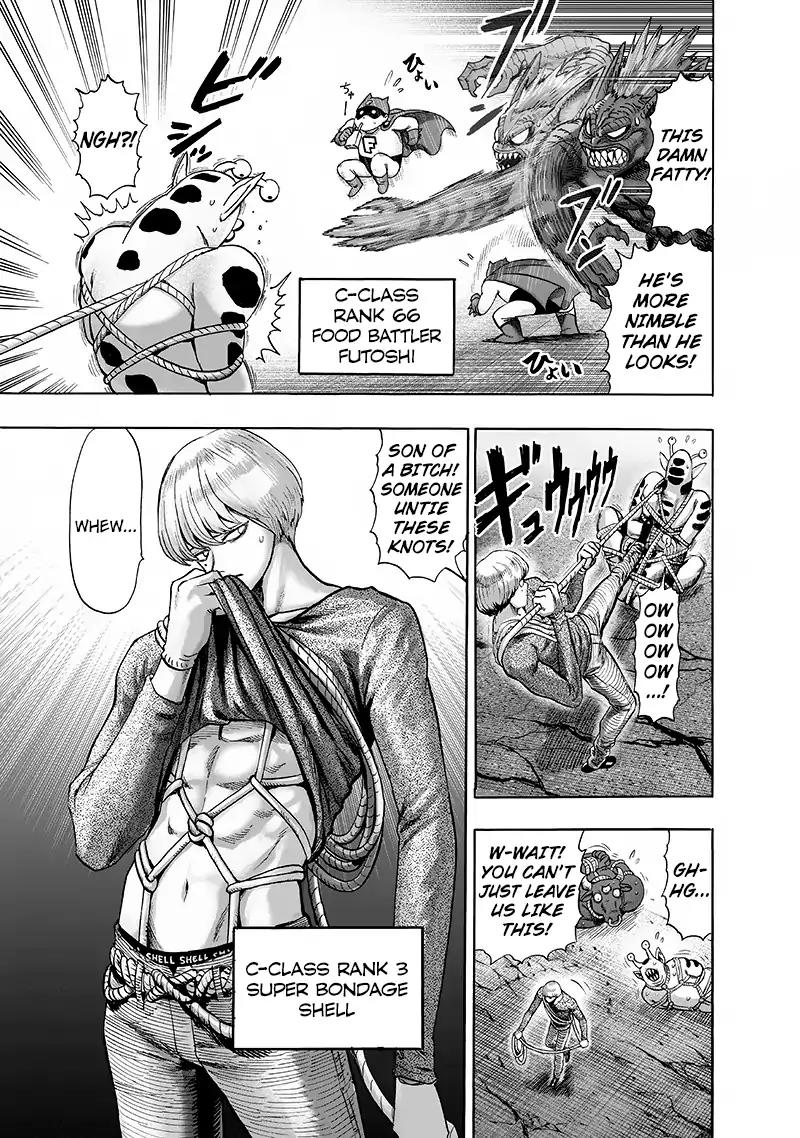 THIS
DAMN
FATTY!
HE'S
MORE
NIMBLE
THAN HE
LOOKS!
ブン
ひょい
ちゅー
F
ひょい
C-CLASS
RANK 66
FOOD BATTLER
FUTOSHI
ビッ
NGH?!
ギュウウウ
OW
OW
OW
OW
...!
SON OF
A BITCH!
SOMEONE
UNTIE
THESE
KNOTS!
WHEW...
SHELL SHELL
C-CLASS RANK 3
SUPER BONDAGE
SHELL
GH-
HG...
W-WAIT!
YOU CAN'T
JUST LEAVE
US LIKE
THIS!